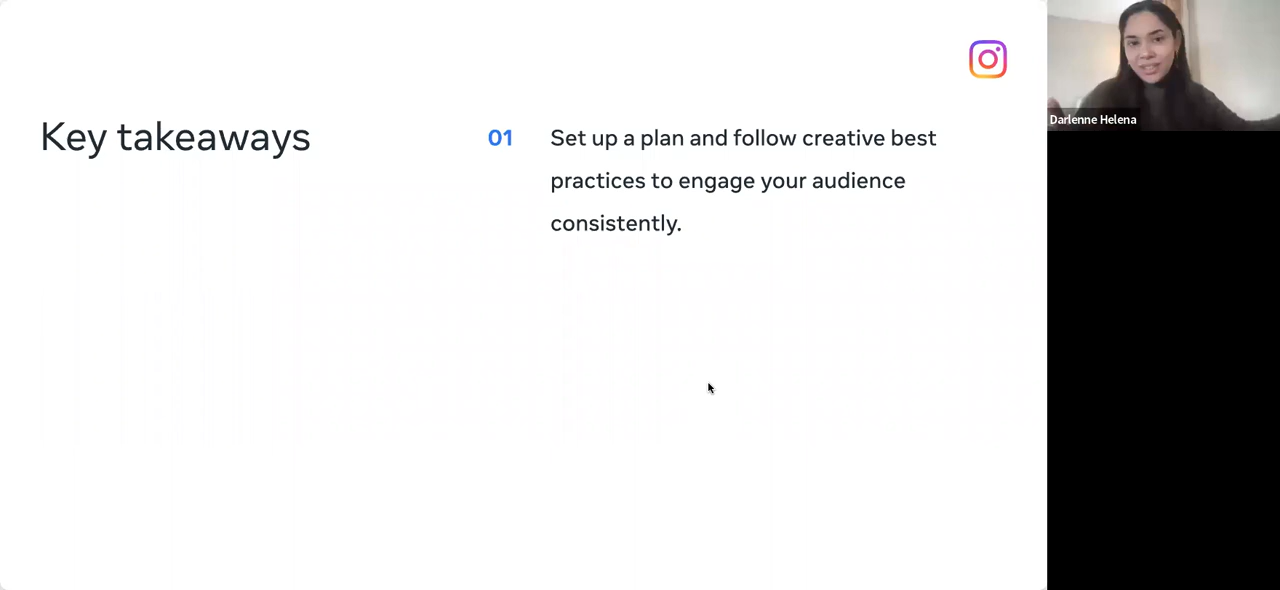 Key takeaways
01
Set up a plan and follow creative best
practices to engage your audience
consistently.
Darlenne Helena